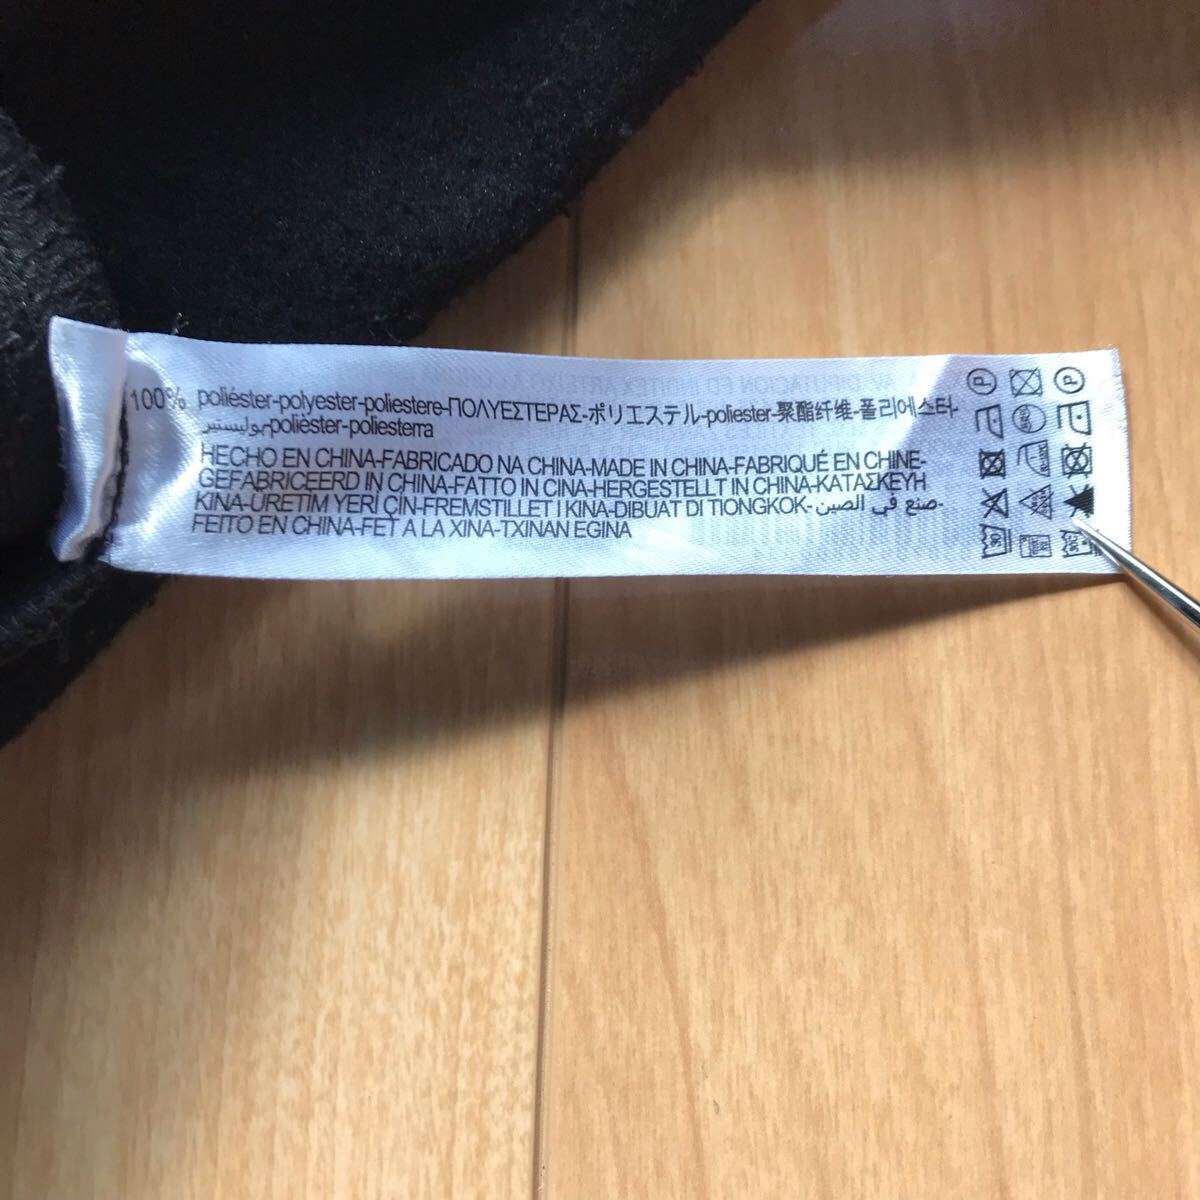 100% poliéster-polyester-poliestere-ΠΟΛΥΕΣΤΕΡΑΣ-ポリエステル-poliester-聚酯纤维-폴리에스타-
بوليستير-polièster-poliesterra
HECHO EN CHINA-FABRICADO NA CHINA-MADE IN CHINA-FABRIQUÉ EN CHINE-
GEFABRICEERD IN CHINA-FATTO IN CINA-HERGESTELLT IN CHINA-ΚΑΤΑΣΚΕΥΗ
KINA-ÜRETIM YERİ ÇIN-FREMSTILLET I KINA-DIBUAT DI TIONGKOK-صنع في الصين-
FEITO EN CHINA-FET A LA XINA-TXINAN EGINA